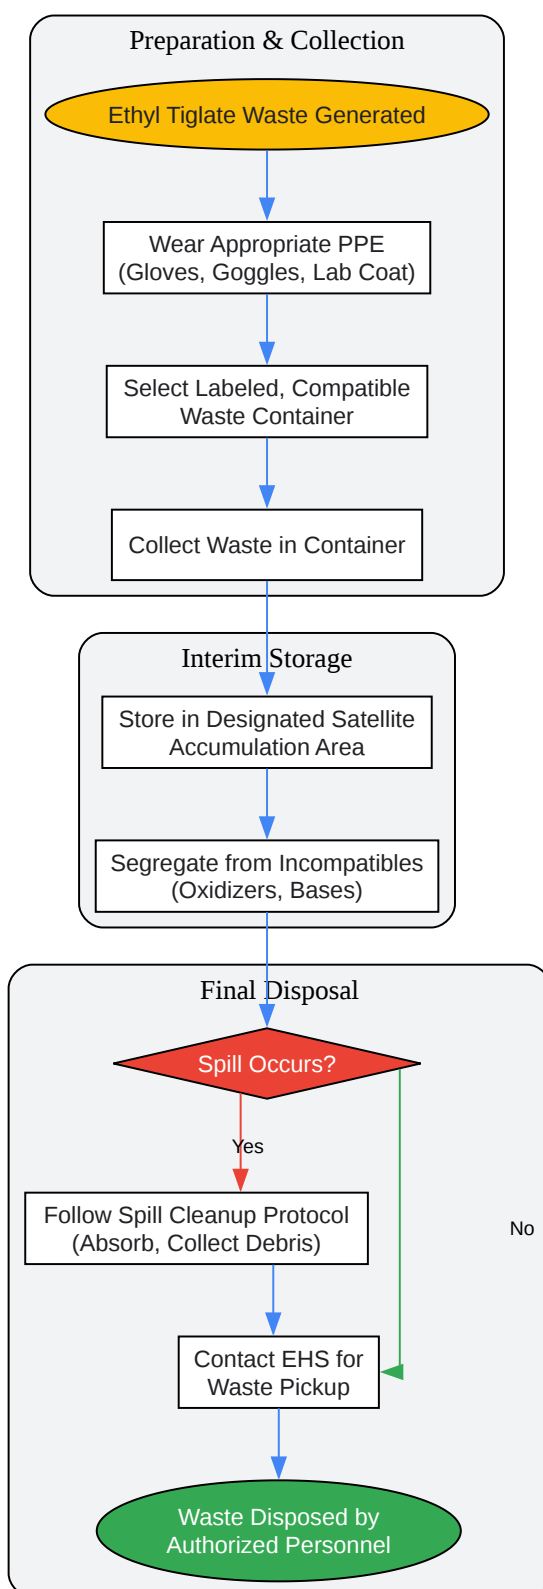 Preparation & Collection
Ethyl Tiglate Waste Generated
Wear Appropriate PPE
(Gloves, Goggles, Lab Coat)
Select Labeled, Compatible
Waste Container
Collect Waste in Container
Interim Storage
Store in Designated Satellite
Accumulation Area
Segregate from Incompatibles
(Oxidizers, Bases)
Final Disposal
Spill Occurs?
Yes
Follow Spill Cleanup Protocol
(Absorb, Collect Debris)
No
Contact EHS for
Waste Pickup
Waste Disposed by
Authorized Personnel